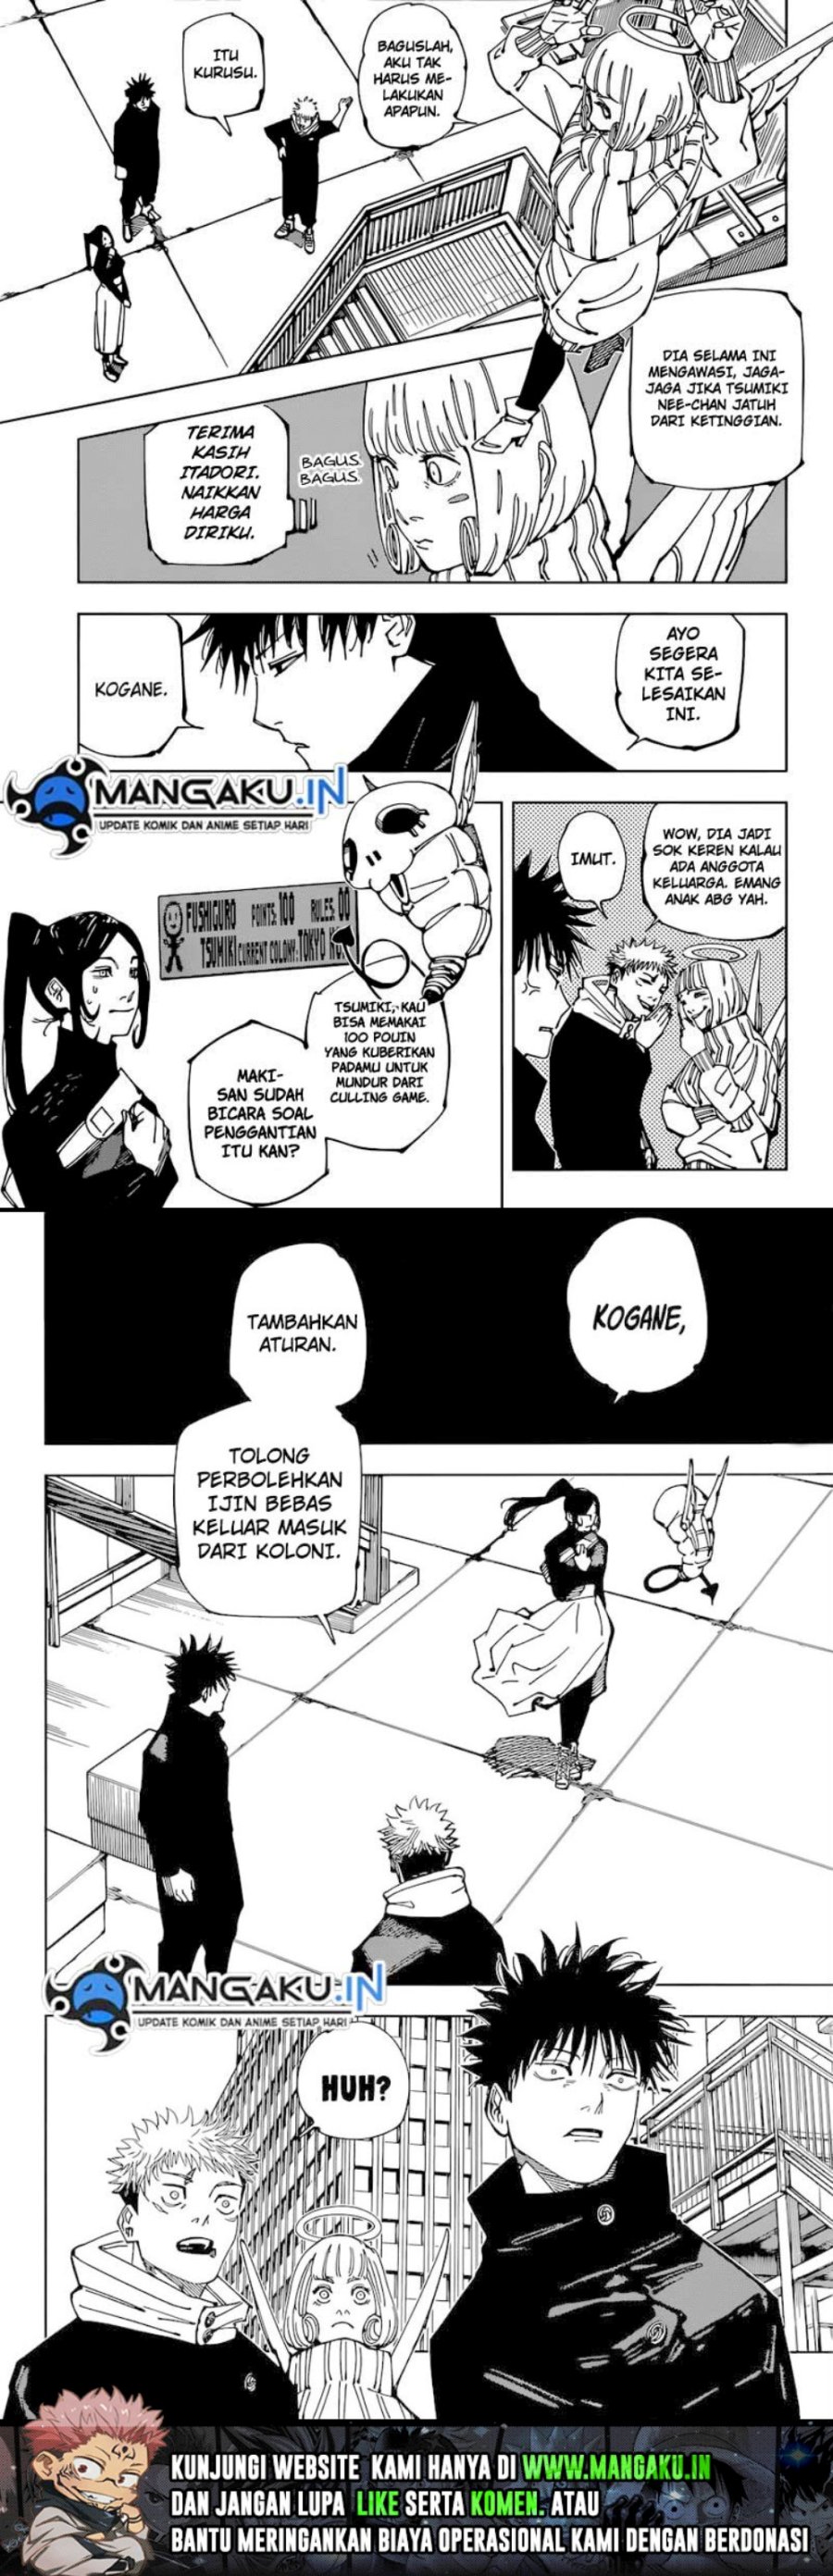 BAGUSLAH,
AKU TAK
HARUS ME-
LAKUKAN
APAPUN.
ITU
KURUSU.
DIA SELAMA INI
MENGAWASI, JAGA-
JAGA JIKA TSUMIKI
NEE-CHAN JATUH
DARI KETINGGIAN.
BAGUS
BAGUS
TERIMA
KASIH
ITADORI.
NAIKKAN
HARGA
DIRIKU.
AYO
SEGERA
KITA SE-
LESAIKAN
INI.
KOGANE.
MANGAKU.IN
UPDATE KOMIK DAN ANIME SETIAP HARI
WOW, DIA JADI
SOK KEREN KALAU
ADA ANGGOTA
KELUARGA. EMANG
ANAK ABG YAH.
IMUT.
FUSHIGURO POINTS: 100 RULES: 00
TSUMIKI CURRENT COLONY: TOKYO
TSUMIKI, KAU
BISA MEMAKAI
100 POUIN
YANG KUBERIKAN
PADAMU UNTUK
MUNDUR DARI
CULLING GAME.
MAKI-
SAN SUDAH
BICARA SOAL
PENGGANTIAN
ITU KAN?
KOGANE,
TAMBAHKAN
ATURAN.
TOLONG
PERBOLEHKAN
IJIN BEBAS
KELUAR MASUK
DARI KOLONI.
MANGAKU.IN
UPDATE KOMIK DAN ANIME SETIAP HARI
HUH?
KUNJUNGI WEBSITE KAMI HANYA DI WWW.MANGAKU.IN
DAN JANGAN LUPA LIKE SERTA KOMEN. ATAU
BANTU MERINGANKAN BIAYA OPERASIONAL KAMI DENGAN BERDONASI